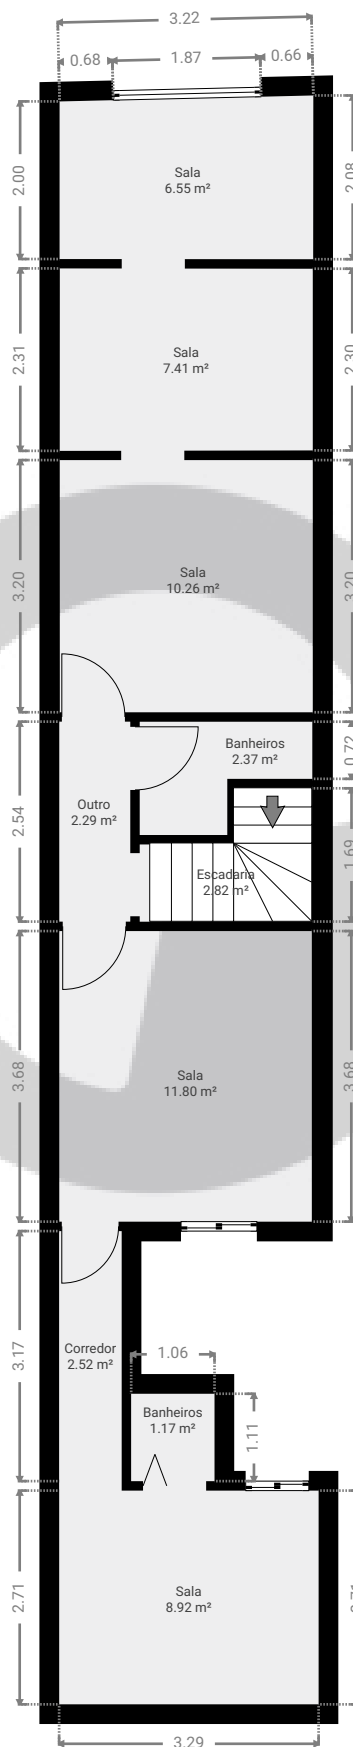 3.22
0.68
1.87
0.66
Sala
6.55 m²
2.00
2.08
Sala
7.41 m²
2.31
2.30
Sala
10.26 m²
3.20
3.20
Banheiros
2.37 m²
0.72
Outro
2.29 m²
2.54
Escadaria
2.82 m²
1.69
Sala
11.80 m²
3.68
3.68
Corredor
2.52 m²
3.17
1.06
Banheiros
1.17 m²
1.11
Sala
8.92 m²
2.71
3.29